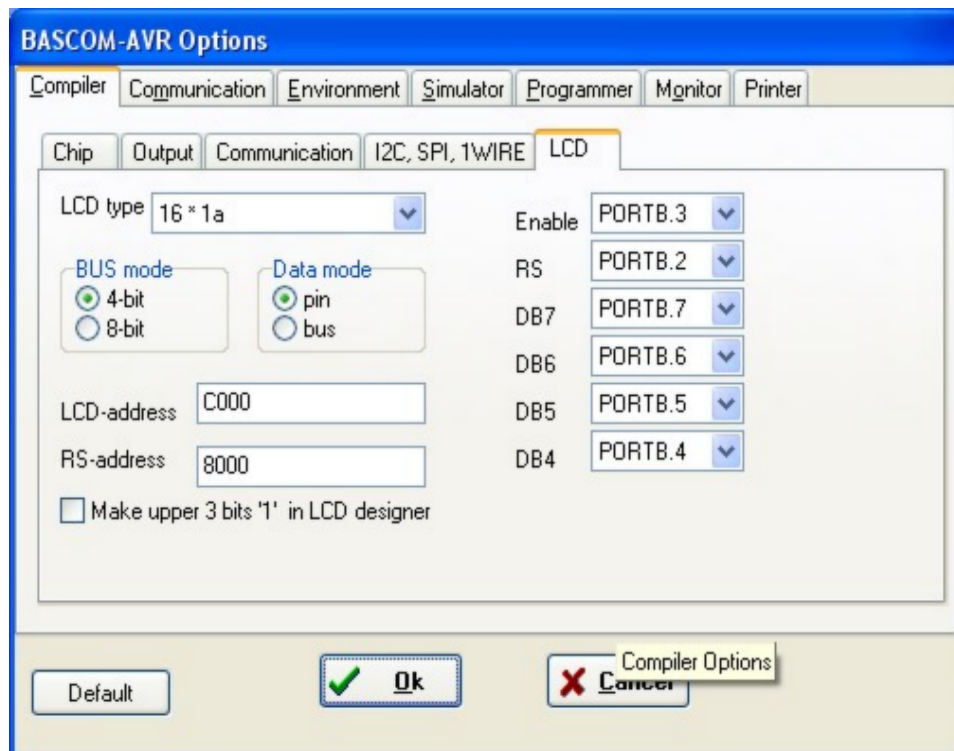 BASCOM-AVR Options
Compiler Communication Environment Simulator Programmer Monitor Printer
Chip Output Communication I2C, SPI, 1WIRE LCD
LCD type 16 * 1a
BUS mode
4-bit
8-bit
Data mode
pin
bus
LCD-address C000
RS-address 8000
Make upper 3 bits '1' in LCD designer
Enable PORTB.3
RS PORTB.2
DB7 PORTB.7
DB6 PORTB.6
DB5 PORTB.5
DB4 PORTB.4
Default Ok Cancel
Compiler Options